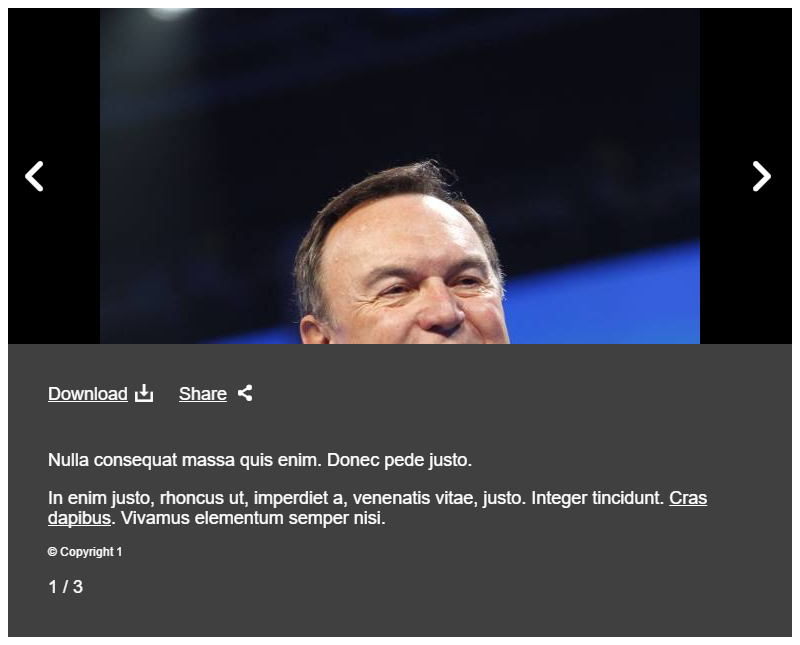 Download
Share
Nulla consequat massa quis enim. Donec pede justo.
In enim justo, rhoncus ut, imperdiet a, venenatis vitae, justo. Integer tincidunt. Cras
dapibus. Vivamus elementum semper nisi.
© Copyright 1
1 / 3